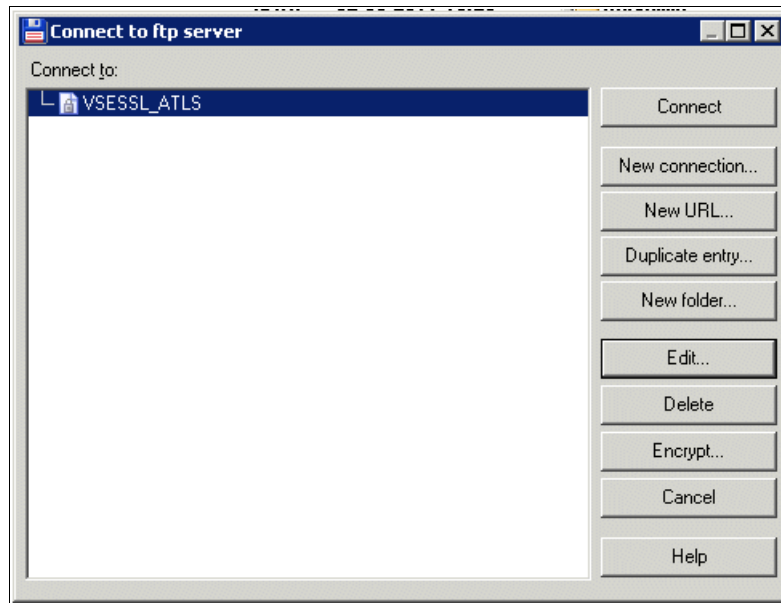 Connect to ftp server
Connect to:
VSESSL_ATLS
Connect
New connection...
New URL...
Duplicate entry...
New folder...
Edit...
Delete
Encrypt...
Cancel
Help